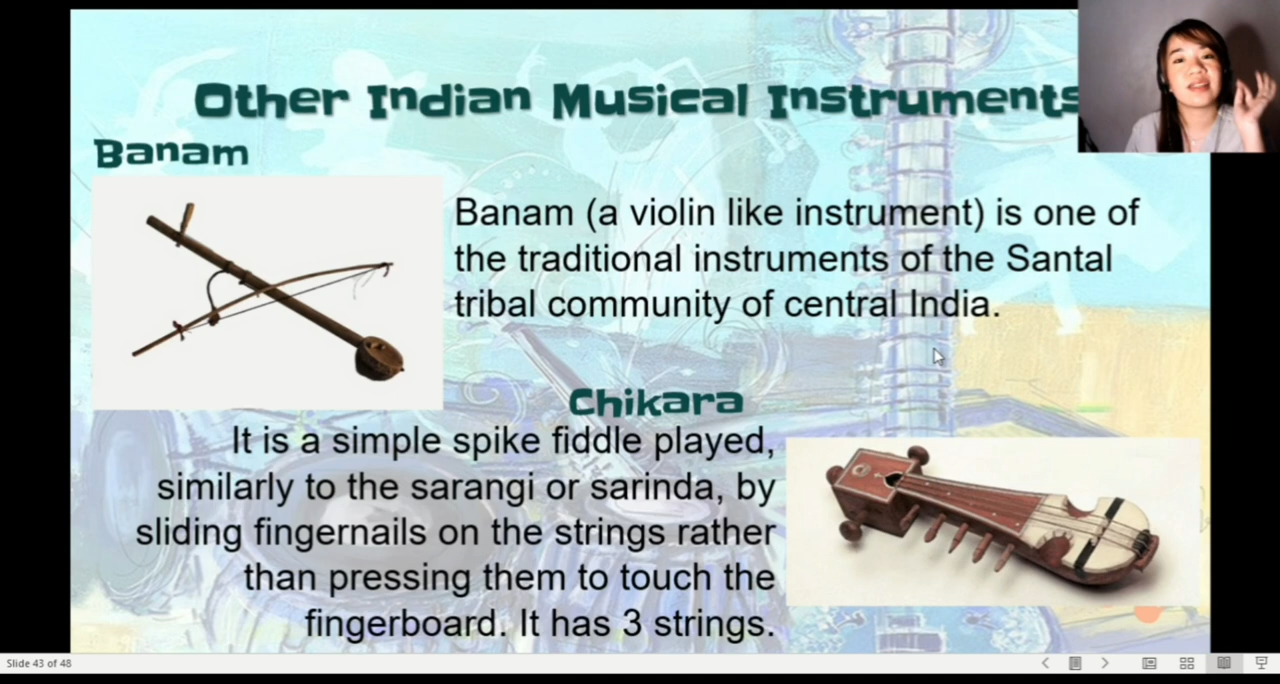 Other Indian Musical Instruments
Banam
Banam (a violin like instrument) is one of
the traditional instruments of the Santal
tribal community of central India.
Chikara
It is a simple spike fiddle played,
similarly to the sarangi or sarinda, by
sliding fingernails on the strings rather
than pressing them to touch the
fingerboard. It has 3 strings.
Slide 43 of 48